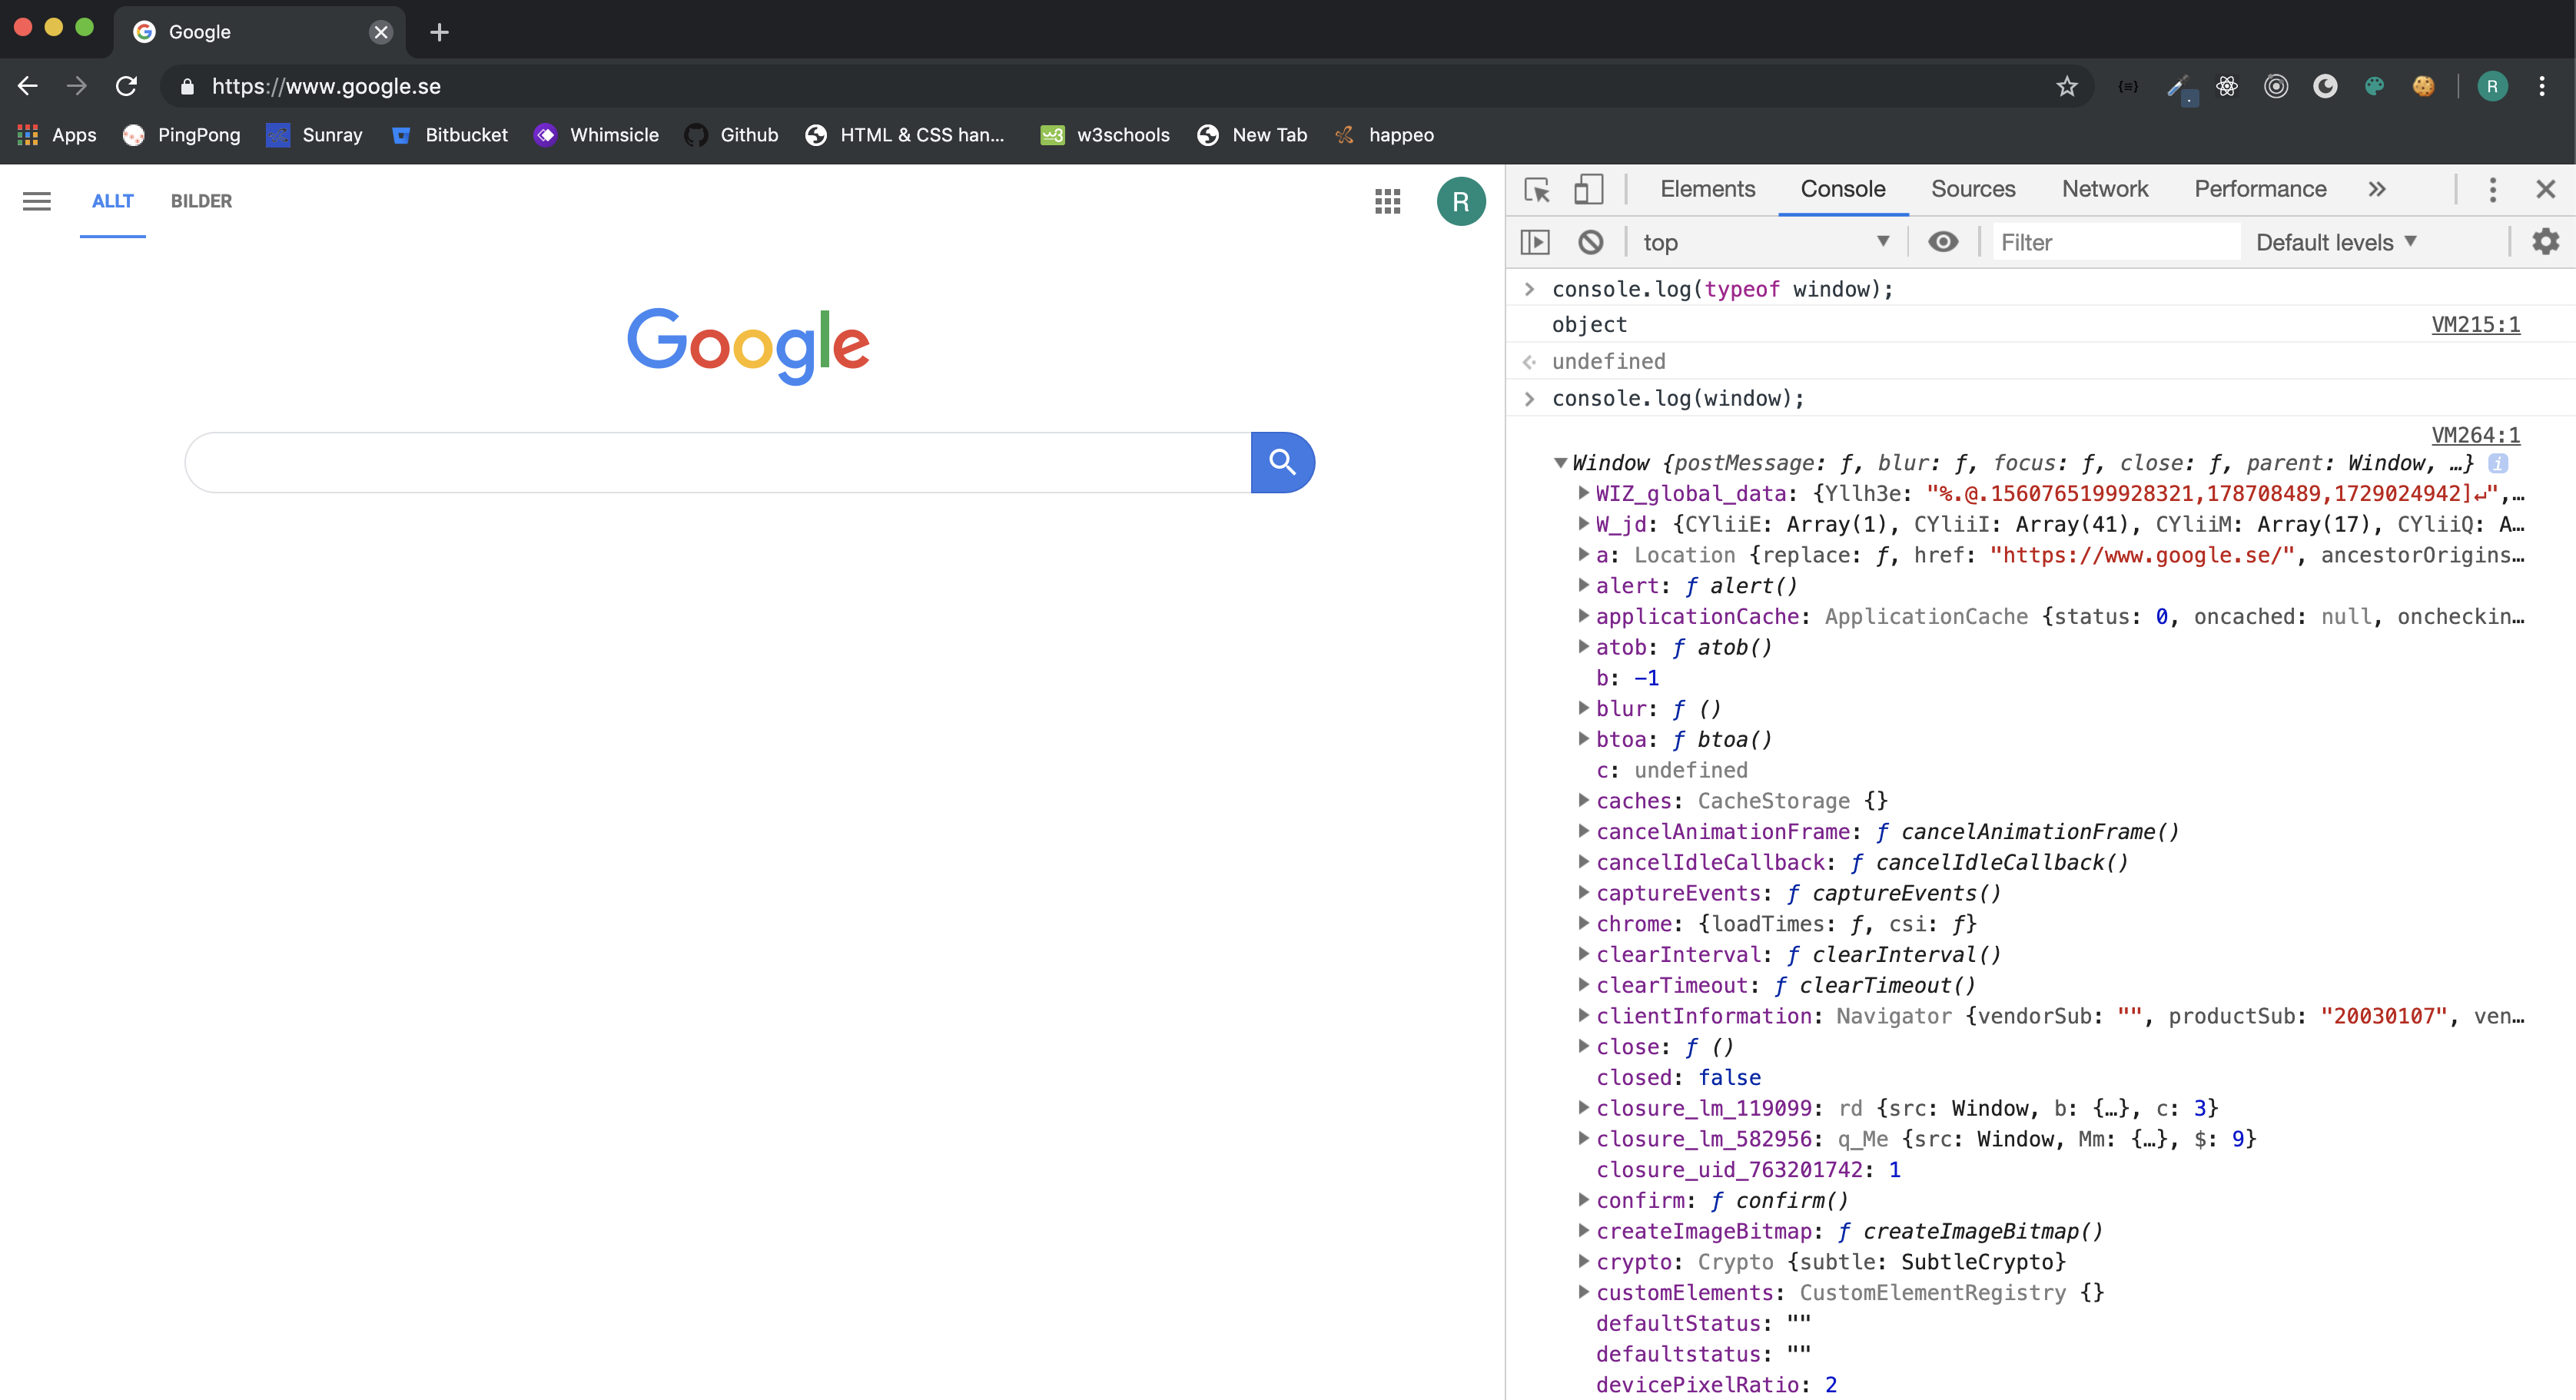 Google
https://www.google.se
R
Apps PingPong Sunray Bitbucket Whimsicle Github HTML & CSS han... w3schools New Tab happeo
ALLT BILDER
R
Google
Elements Console Sources Network Performance »
top Filter Default levels
> console.log(typeof window);
object VM215:1
undefined
> console.log(window);
VM264:1
Window {postMessage: ƒ, blur: ƒ, focus: ƒ, close: ƒ, parent: Window, …} i
WIZ_global_data: {Yllh3e: "%.@.1560765199928321,178708489,1729024942]↵",…
W_jd: {CYliiE: Array(1), CYliiI: Array(41), CYliiM: Array(17), CYliiQ: A…
a: Location {replace: ƒ, href: "https://www.google.se/", ancestorOrigins…
alert: ƒ alert()
applicationCache: ApplicationCache {status: 0, oncached: null, oncheckin…
atob: ƒ atob()
b: -1
blur: ƒ ()
btoa: ƒ btoa()
c: undefined
caches: CacheStorage {}
cancelAnimationFrame: ƒ cancelAnimationFrame()
cancelIdleCallback: ƒ cancelIdleCallback()
captureEvents: ƒ captureEvents()
chrome: {loadTimes: ƒ, csi: ƒ}
clearInterval: ƒ clearInterval()
clearTimeout: ƒ clearTimeout()
clientInformation: Navigator {vendorSub: "", productSub: "20030107", ven…
close: ƒ ()
closed: false
closure_lm_119099: rd {src: Window, b: {…}, c: 3}
closure_lm_582956: q_Me {src: Window, Mm: {…}, $: 9}
closure_uid_763201742: 1
confirm: ƒ confirm()
createImageBitmap: ƒ createImageBitmap()
crypto: Crypto {subtle: SubtleCrypto}
customElements: CustomElementRegistry {}
defaultStatus: ""
defaultstatus: ""
devicePixelRatio: 2